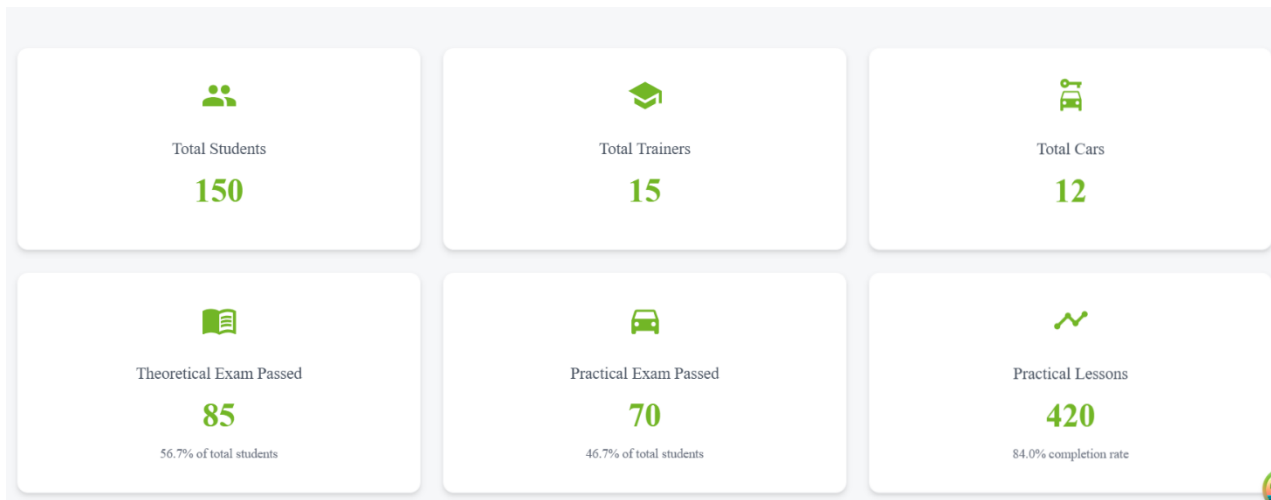 Total Students
150
Total Trainers
15
Total Cars
12
Theoretical Exam Passed
85
56.7% of total students
Practical Exam Passed
70
46.7% of total students
Practical Lessons
420
84.0% completion rate